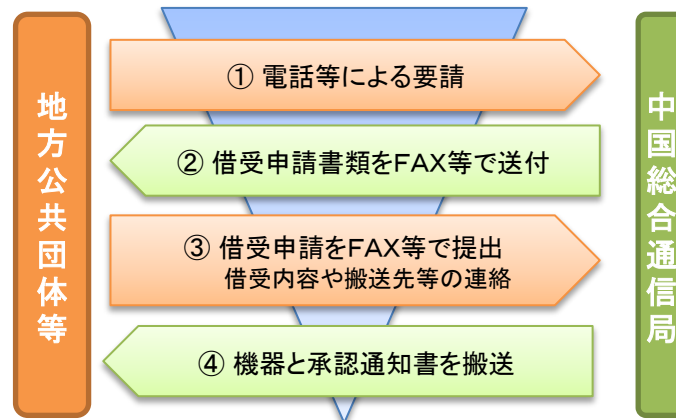 地方公共団体等
① 電話等による要請
② 借受申請書類をFAX等で送付
③ 借受申請をFAX等で提出
借受内容や搬送先等の連絡
④ 機器と承認通知書を搬送
中国総合通信局